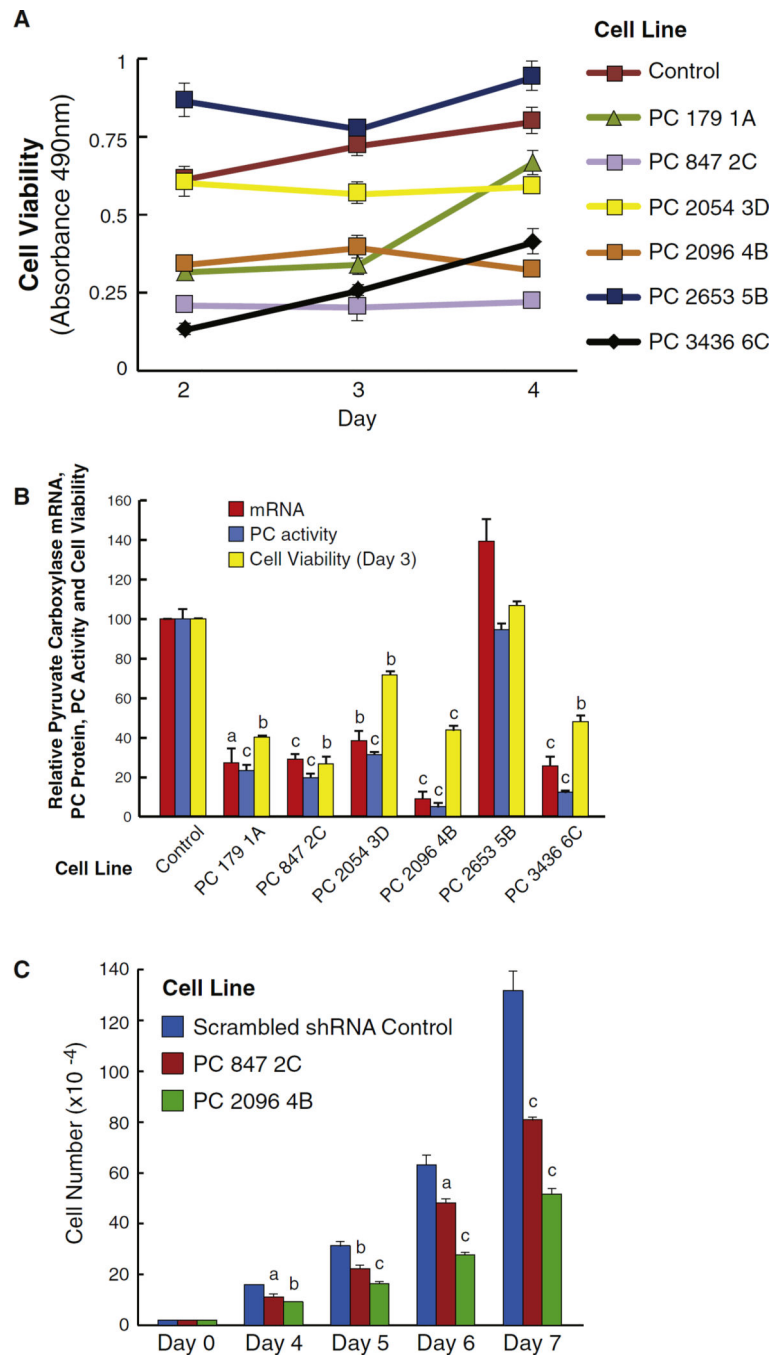 A
Cell Viability
(Absorbance 490nm)
1
0.75
0.5
0.25
0
2
3
4
Day
Cell Line
Control
PC 179 1A
PC 847 2C
PC 2054 3D
PC 2096 4B
PC 2653 5B
PC 3436 6C
B
Relative Pyruvate Carboxylase mRNA,
PC Protein, PC Activity and Cell Viability
160
140
120
100
80
60
40
20
0
mRNA
PC activity
Cell Viability (Day 3)
a
c
b
c
c
b
b
c
b
c
c
c
c
c
b
Cell Line
Control
PC 179 1A
PC 847 2C
PC 2054 3D
PC 2096 4B
PC 2653 5B
PC 3436 6C
C
Cell Number (x10 -4)
140
120
100
80
60
40
20
0
Cell Line
Scrambled shRNA Control
PC 847 2C
PC 2096 4B
a
b
b
c
a
c
c
c
Day 0
Day 4
Day 5
Day 6
Day 7